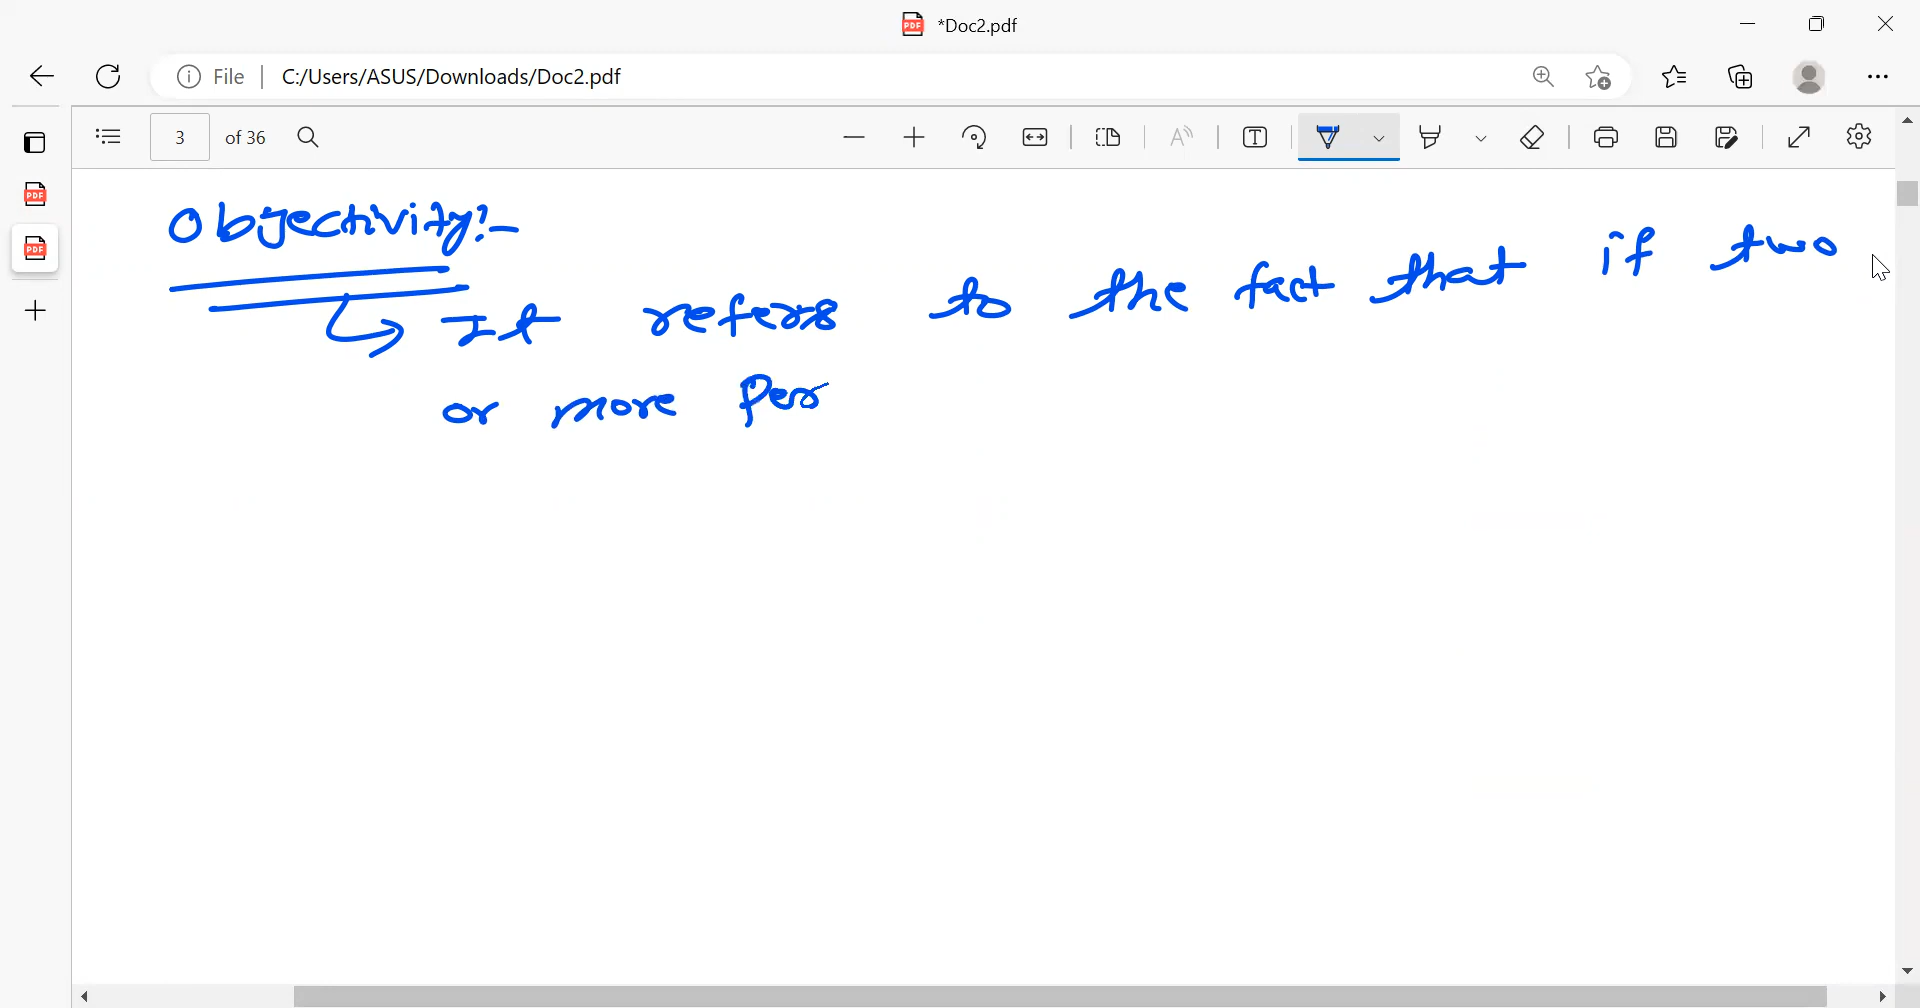 *Doc2.pdf
File | C:/Users/ASUS/Downloads/Doc2.pdf
3 of 36
Objectivity:-
It refers to the fact that if two
or more Per